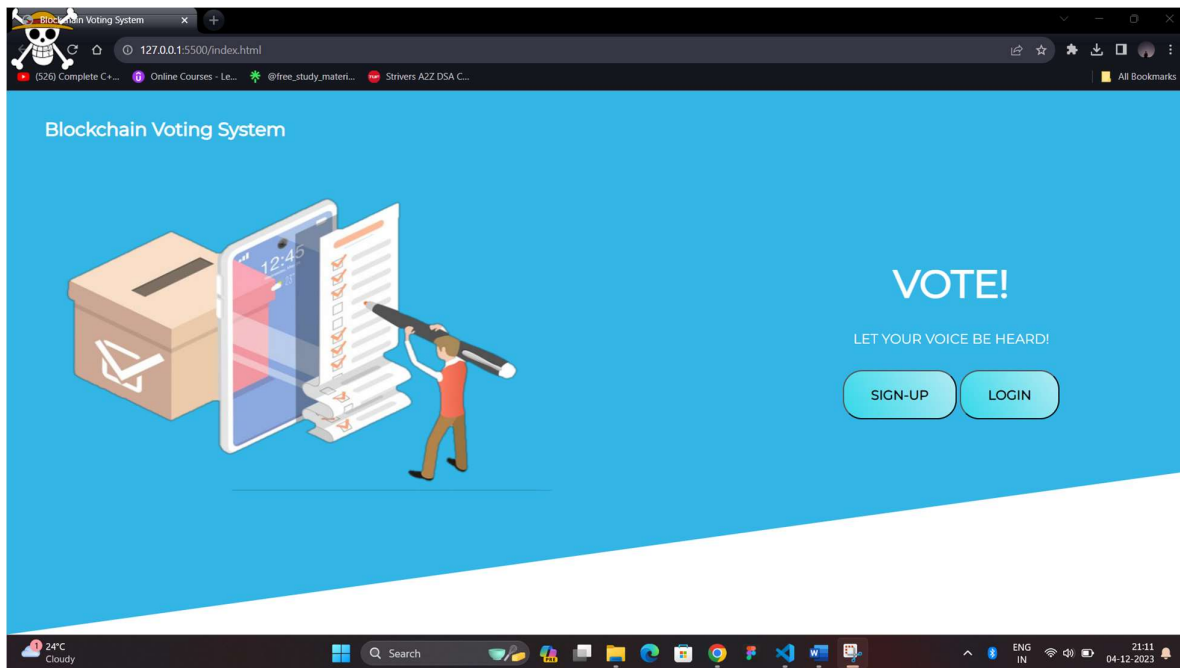 Blockchain Voting System
127.0.0.1:5500/index.html
(526) Complete C+...
Online Courses - Le...
@free_study_materi...
Strivers A2Z DSA C...
All Bookmarks
Blockchain Voting System
12:45
VOTE!
LET YOUR VOICE BE HEARD!
SIGN-UP
LOGIN
1
24°C
Cloudy
Search
ENG
IN
21:11
04-12-2023